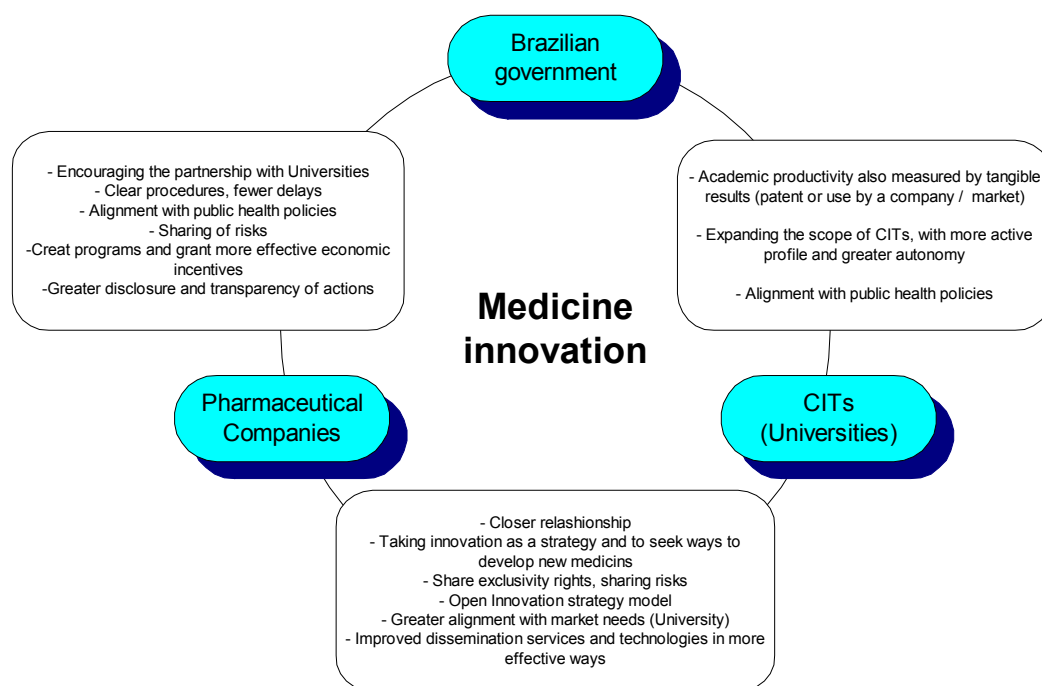 Brazilian
government
- Encouraging the partnership with Universities
- Clear procedures, fewer delays
- Alignment with public health policies
- Sharing of risks
-Creat programs and grant more effective economic
incentives
-Greater disclosure and transparency of actions
- Academic productivity also measured by tangible
results (patent or use by a company / market)
- Expanding the scope of CITs, with more active
profile and greater autonomy
- Alignment with public health policies
Medicine
innovation
Pharmaceutical
Companies
CITs
(Universities)
- Closer relashionship
- Taking innovation as a strategy and to seek ways to
develop new medicins
- Share exclusivity rights, sharing risks
- Open Innovation strategy model
- Greater alignment with market needs (University)
- Improved dissemination services and technologies in more
effective ways